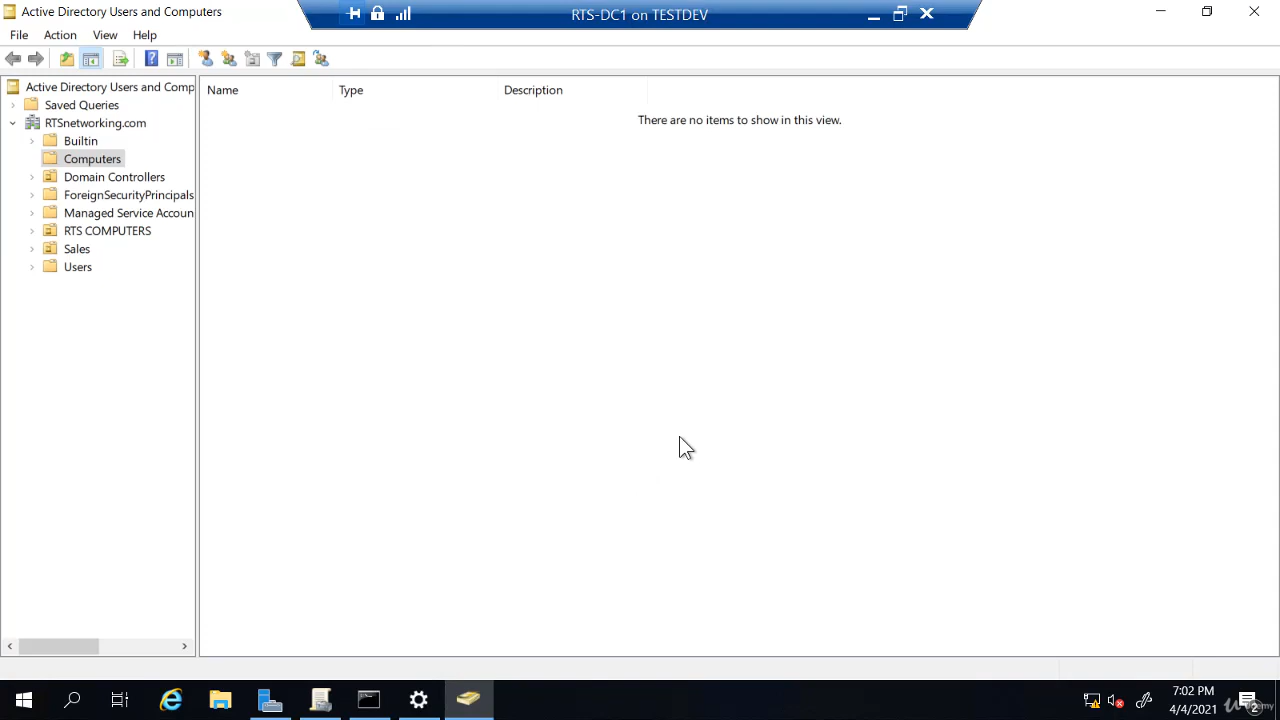 Active Directory Users and Computers
RTS-DC1 on TESTDEV
File Action View Help
Active Directory Users and Comp
Saved Queries
RTSnetworking.com
Builtin
Computers
Domain Controllers
ForeignSecurityPrincipals
Managed Service Accoun
RTS COMPUTERS
Sales
Users
Name Type Description
There are no items to show in this view.
7:02 PM
4/4/2021
2
Udemy